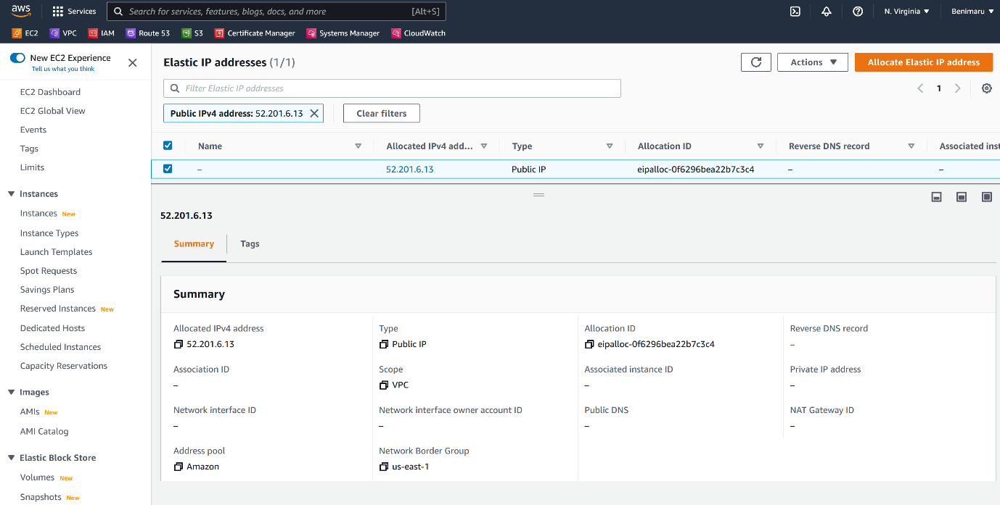 aws Services Search for services, features, blogs, docs, and more [Alt+S] N. Virginia Benimaru
EC2 VPC IAM Route 53 S3 Certificate Manager Systems Manager CloudWatch
New EC2 Experience
Tell us what you think
EC2 Dashboard
EC2 Global View
Events
Tags
Limits
Instances
Instances New
Instance Types
Launch Templates
Spot Requests
Savings Plans
Reserved Instances New
Dedicated Hosts
Scheduled Instances
Capacity Reservations
Images
AMIs New
AMI Catalog
Elastic Block Store
Volumes New
Snapshots New
Elastic IP addresses (1/1) Actions Allocate Elastic IP address
Filter Elastic IP addresses 1
Public IPv4 address: 52.201.6.13 Clear filters
Name Allocated IPv4 add... Type Allocation ID Reverse DNS record Associated inst
– 52.201.6.13 Public IP eipalloc-0f6296bea22b7c3c4 – –
52.201.6.13
Summary Tags
Summary
Allocated IPv4 address Type Allocation ID Reverse DNS record
52.201.6.13 Public IP eipalloc-0f6296bea22b7c3c4 –
Association ID Scope Associated instance ID Private IP address
– VPC – –
Network interface ID Network interface owner account ID Public DNS NAT Gateway ID
– – – –
Address pool Network Border Group
Amazon us-east-1